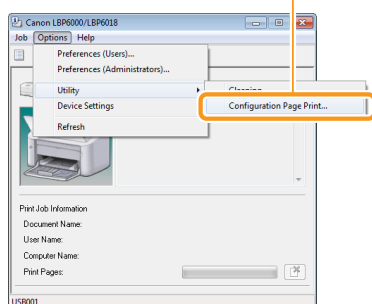 Canon LBP6000/LBP6018
Job Options Help
Preferences (Users)...
Preferences (Administrators)...
Utility
Cleaning
Device Settings
Configuration Page Print...
Refresh
Print Job Information
Document Name:
User Name:
Computer Name:
Print Pages:
USB001